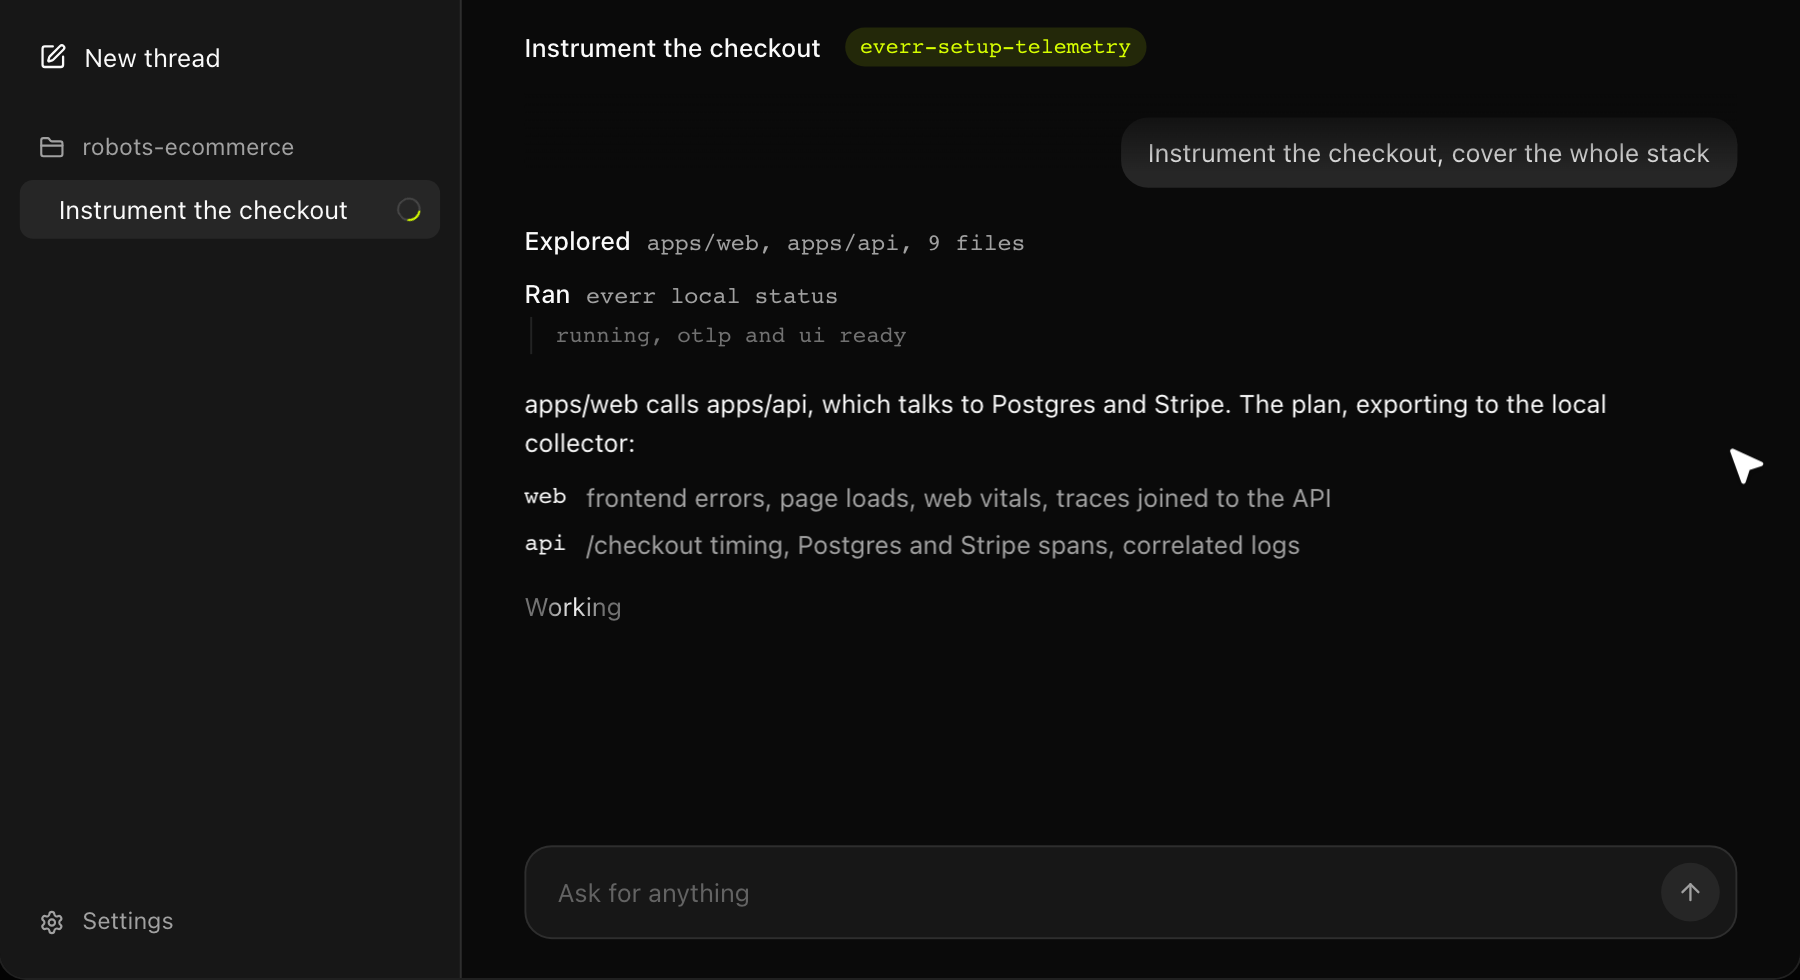 New thread
robots-ecommerce
Instrument the checkout
Settings
Instrument the checkout everr-setup-telemetry
Instrument the checkout, cover the whole stack
Explored apps/web, apps/api, 9 files
Ran everr local status
running, otlp and ui ready
apps/web calls apps/api, which talks to Postgres and Stripe. The plan, exporting to the local
collector:
web frontend errors, page loads, web vitals, traces joined to the API
api /checkout timing, Postgres and Stripe spans, correlated logs
Working
Ask for anything